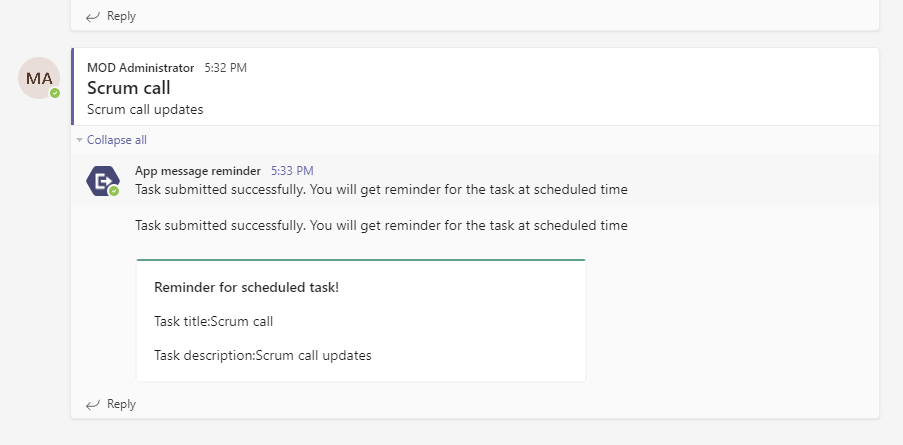 Reply
MA
MOD Administrator 5:32 PM
Scrum call
Scrum call updates
Collapse all
App message reminder 5:33 PM
Task submitted successfully. You will get reminder for the task at scheduled time
Task submitted successfully. You will get reminder for the task at scheduled time
Reminder for scheduled task!
Task title:Scrum call
Task description:Scrum call updates
Reply